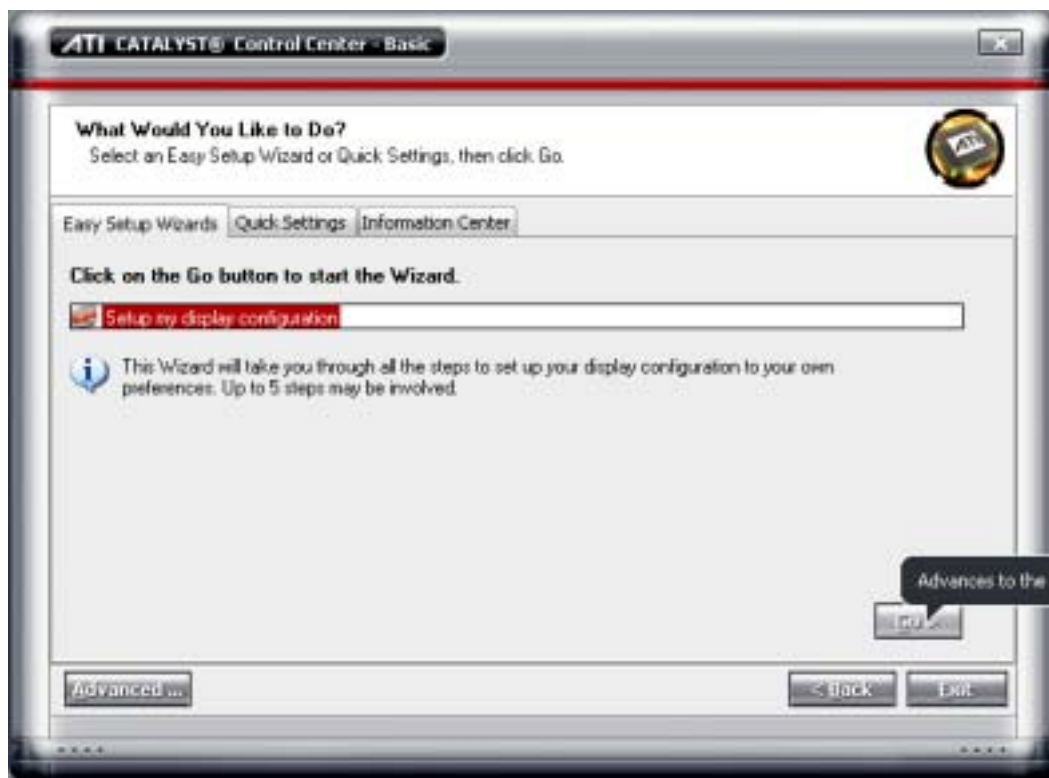 ATI CATALYST® Control Center - Basic
What Would You Like to Do?
Select an Easy Setup Wizard or Quick Settings, then click Go.
ATI
Easy Setup Wizards
Quick Settings
Information Center
Click on the Go button to start the Wizard.
Setup my display configuration
This Wizard will take you through all the steps to set up your display configuration to your own
preferences. Up to 5 steps may be involved.
Advances to the
Go
Advanced ...
< Back
Exit